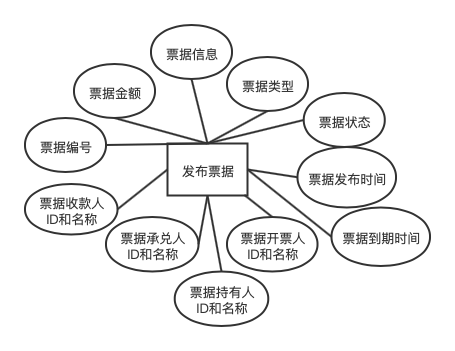 票据信息
票据金额
票据类型
票据状态
票据编号
发布票据
票据发布时间
票据收款人
ID和名称
票据承兑人
ID和名称
票据开票人
ID和名称
票据到期时间
票据持有人
ID和名称